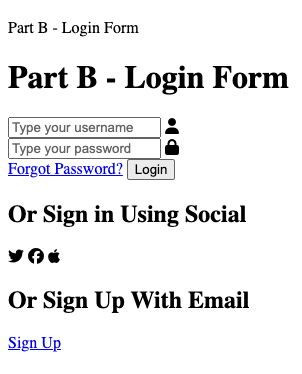 Part B - Login Form
Part B - Login Form
Type your username
Type your password
Forgot Password? Login
Or Sign in Using Social
Or Sign Up With Email
Sign Up